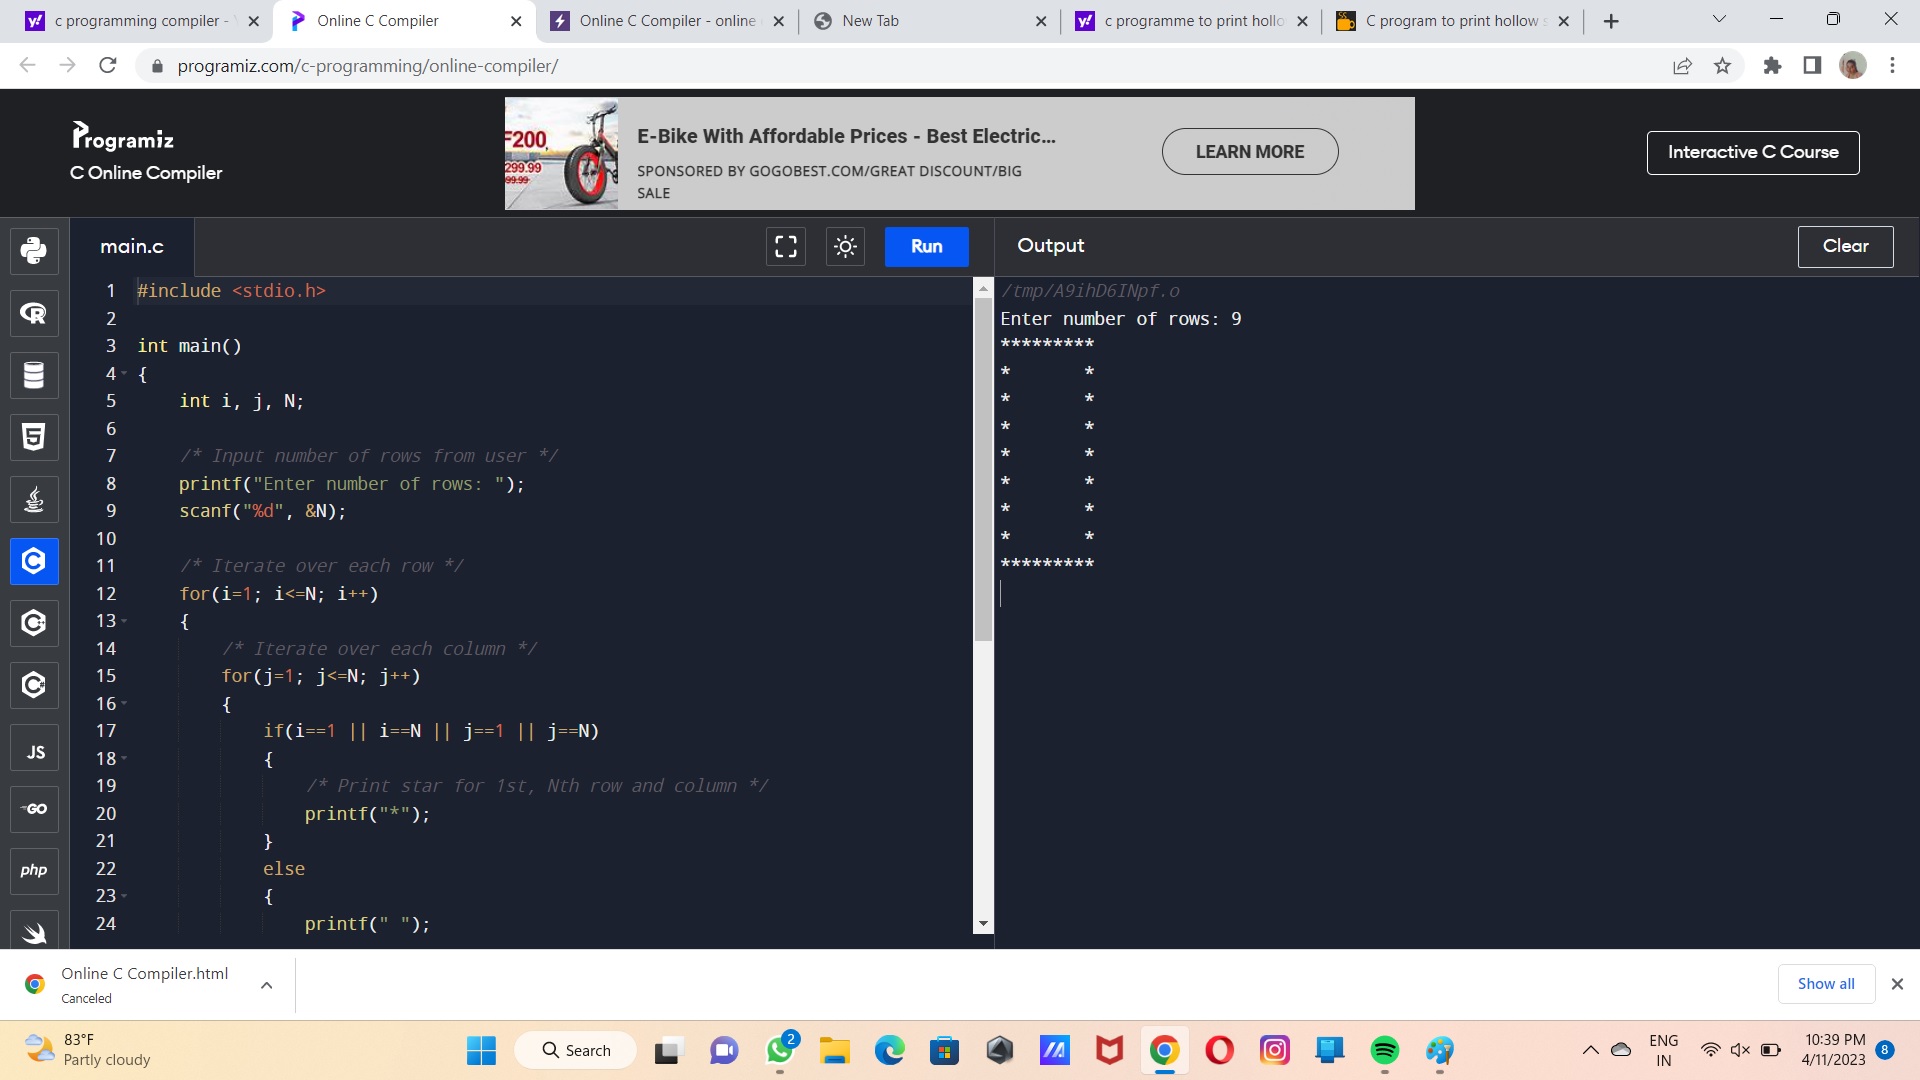 c programming compiler -
Online C Compiler
Online C Compiler - online
New Tab
c programme to print hollo
C program to print hollow s
programiz.com/c-programming/online-compiler/
Programiz
C Online Compiler
F200
299.99
99.99
E-Bike With Affordable Prices - Best Electric...
SPONSORED BY GOGOBEST.COM/GREAT DISCOUNT/BIG
SALE
LEARN MORE
Interactive C Course
main.c
Run
Output
Clear
1 #include <stdio.h>
2
3 int main()
4 {
5     int i, j, N;
6
7     /* Input number of rows from user */
8     printf("Enter number of rows: ");
9     scanf("%d", &N);
10
11     /* Iterate over each row */
12     for(i=1; i<=N; i++)
13     {
14         /* Iterate over each column */
15         for(j=1; j<=N; j++)
16         {
17             if(i==1 || i==N || j==1 || j==N)
18             {
19                 /* Print star for 1st, Nth row and column */
20                 printf("*");
21             }
22             else
23             {
24                 printf(" ");
/tmp/A9ihD6INpf.o
Enter number of rows: 9
*********
*       *
*       *
*       *
*       *
*       *
*       *
*       *
*********
JS
GO
php
Online C Compiler.html
Canceled
Show all
83°F
Partly cloudy
Search
2
ENG
IN
10:39 PM
4/11/2023
8